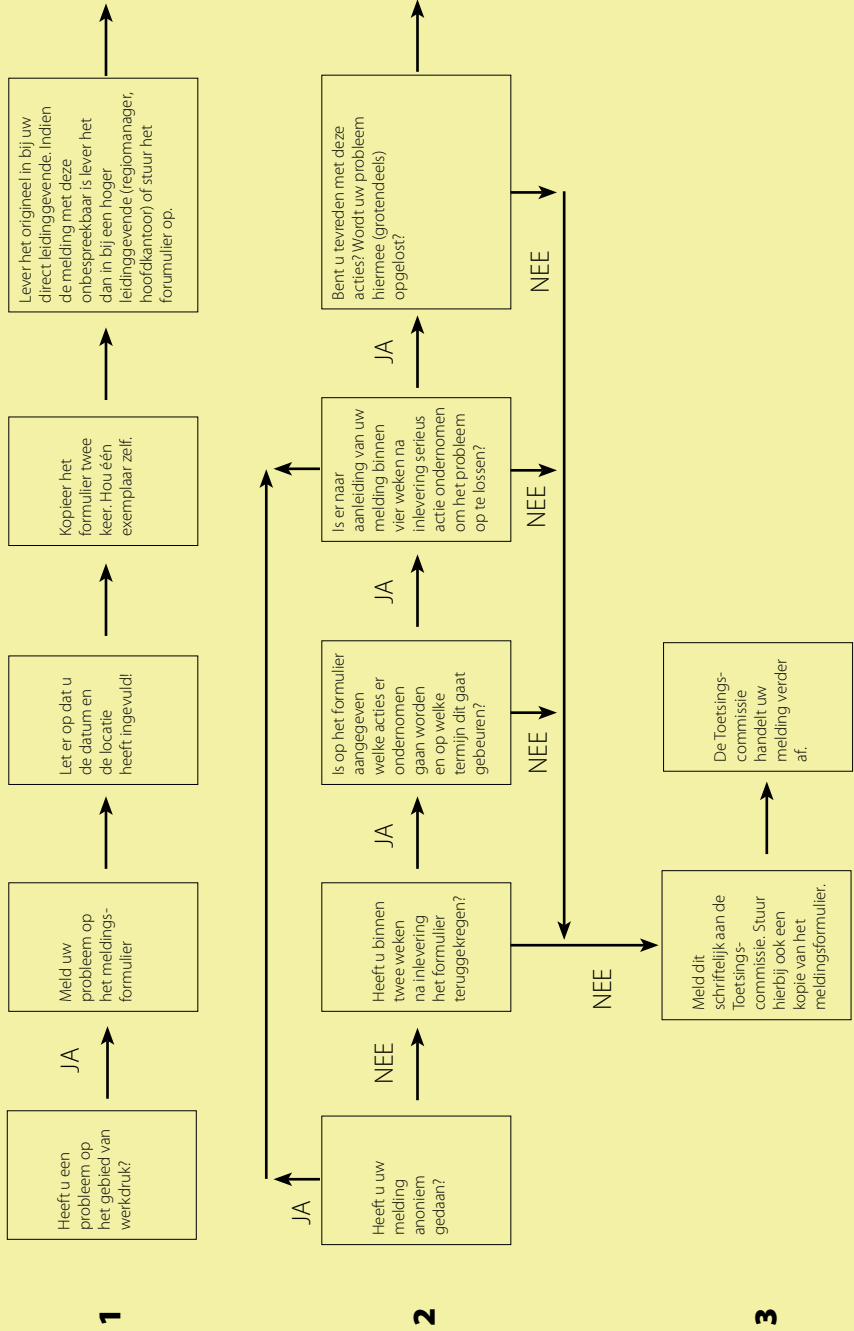 1
Heeft u een
probleem op
het gebied van
werkdruk?
JA
Meld uw
probleem op
het meldings-
formulier
Let er op dat u
de datum en
de locatie
heeft ingevuld!
Kopieer het
formulier twee
keer. Hou één
exemplaar zelf.
Lever het origineel in bij uw
direct leidinggevende. Indien
de melding met deze
onbespreekbaar is lever het
dan in bij een hoger
leidinggevende (regiomanager,
hoofdkantoor) of stuur het
forumulier op.
2
Heeft u uw
melding
anoniem
gedaan?
JA
NEE
Heeft u binnen
twee weken
na inlevering
het formulier
teruggekregen?
JA
NEE
Is op het formulier
aangegeven
welke acties er
ondernomen
gaan worden
en op welke
termijn dit gaat
gebeuren?
JA
NEE
Is er naar
aanleiding van uw
melding binnen
vier weken na
inlevering serieus
actie ondernomen
om het probleem
op te lossen?
JA
NEE
Bent u tevreden met deze
acties? Wordt uw probleem
hiermee (grotendeels)
opgelost?
NEE
3
Meld dit
schriftelijk aan de
Toetsings-
commissie. Stuur
hierbij ook een
kopie van het
meldingsformulier.
De Toetsings-
commissie
handelt uw
melding verder
af.